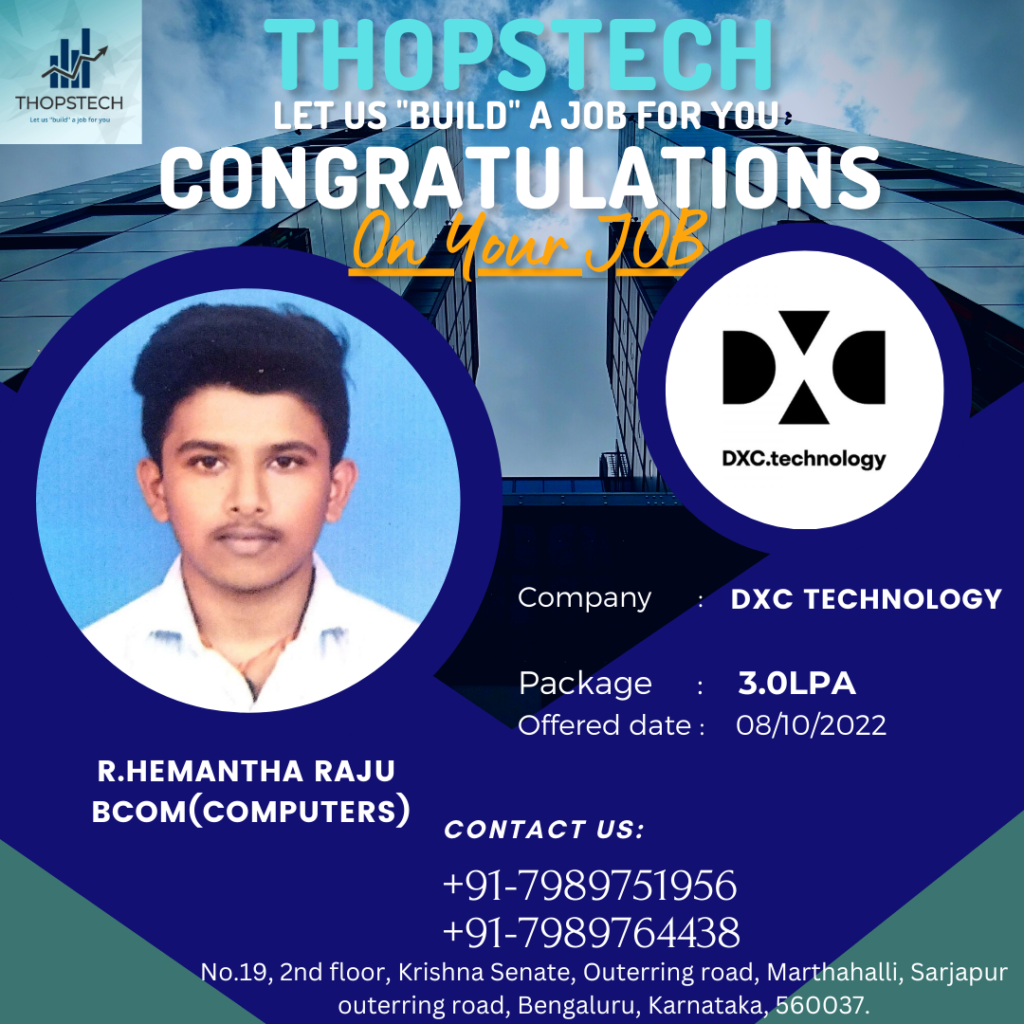 THOPSTECH
Let us "build" a job for you
THOPSTECH
LET US "BUILD" A JOB FOR YOU
CONGRATULATIONS
On Your JOB
DXC
DXC.technology
Company : DXC TECHNOLOGY
Package : 3.0LPA
Offered date : 08/10/2022
R.HEMANTHA RAJU
BCOM(COMPUTERS)
CONTACT US:
+91-7989751956
+91-7989764438
No.19, 2nd floor, Krishna Senate, Outerring road, Marthahalli, Sarjapur
outerring road, Bengaluru, Karnataka, 560037.